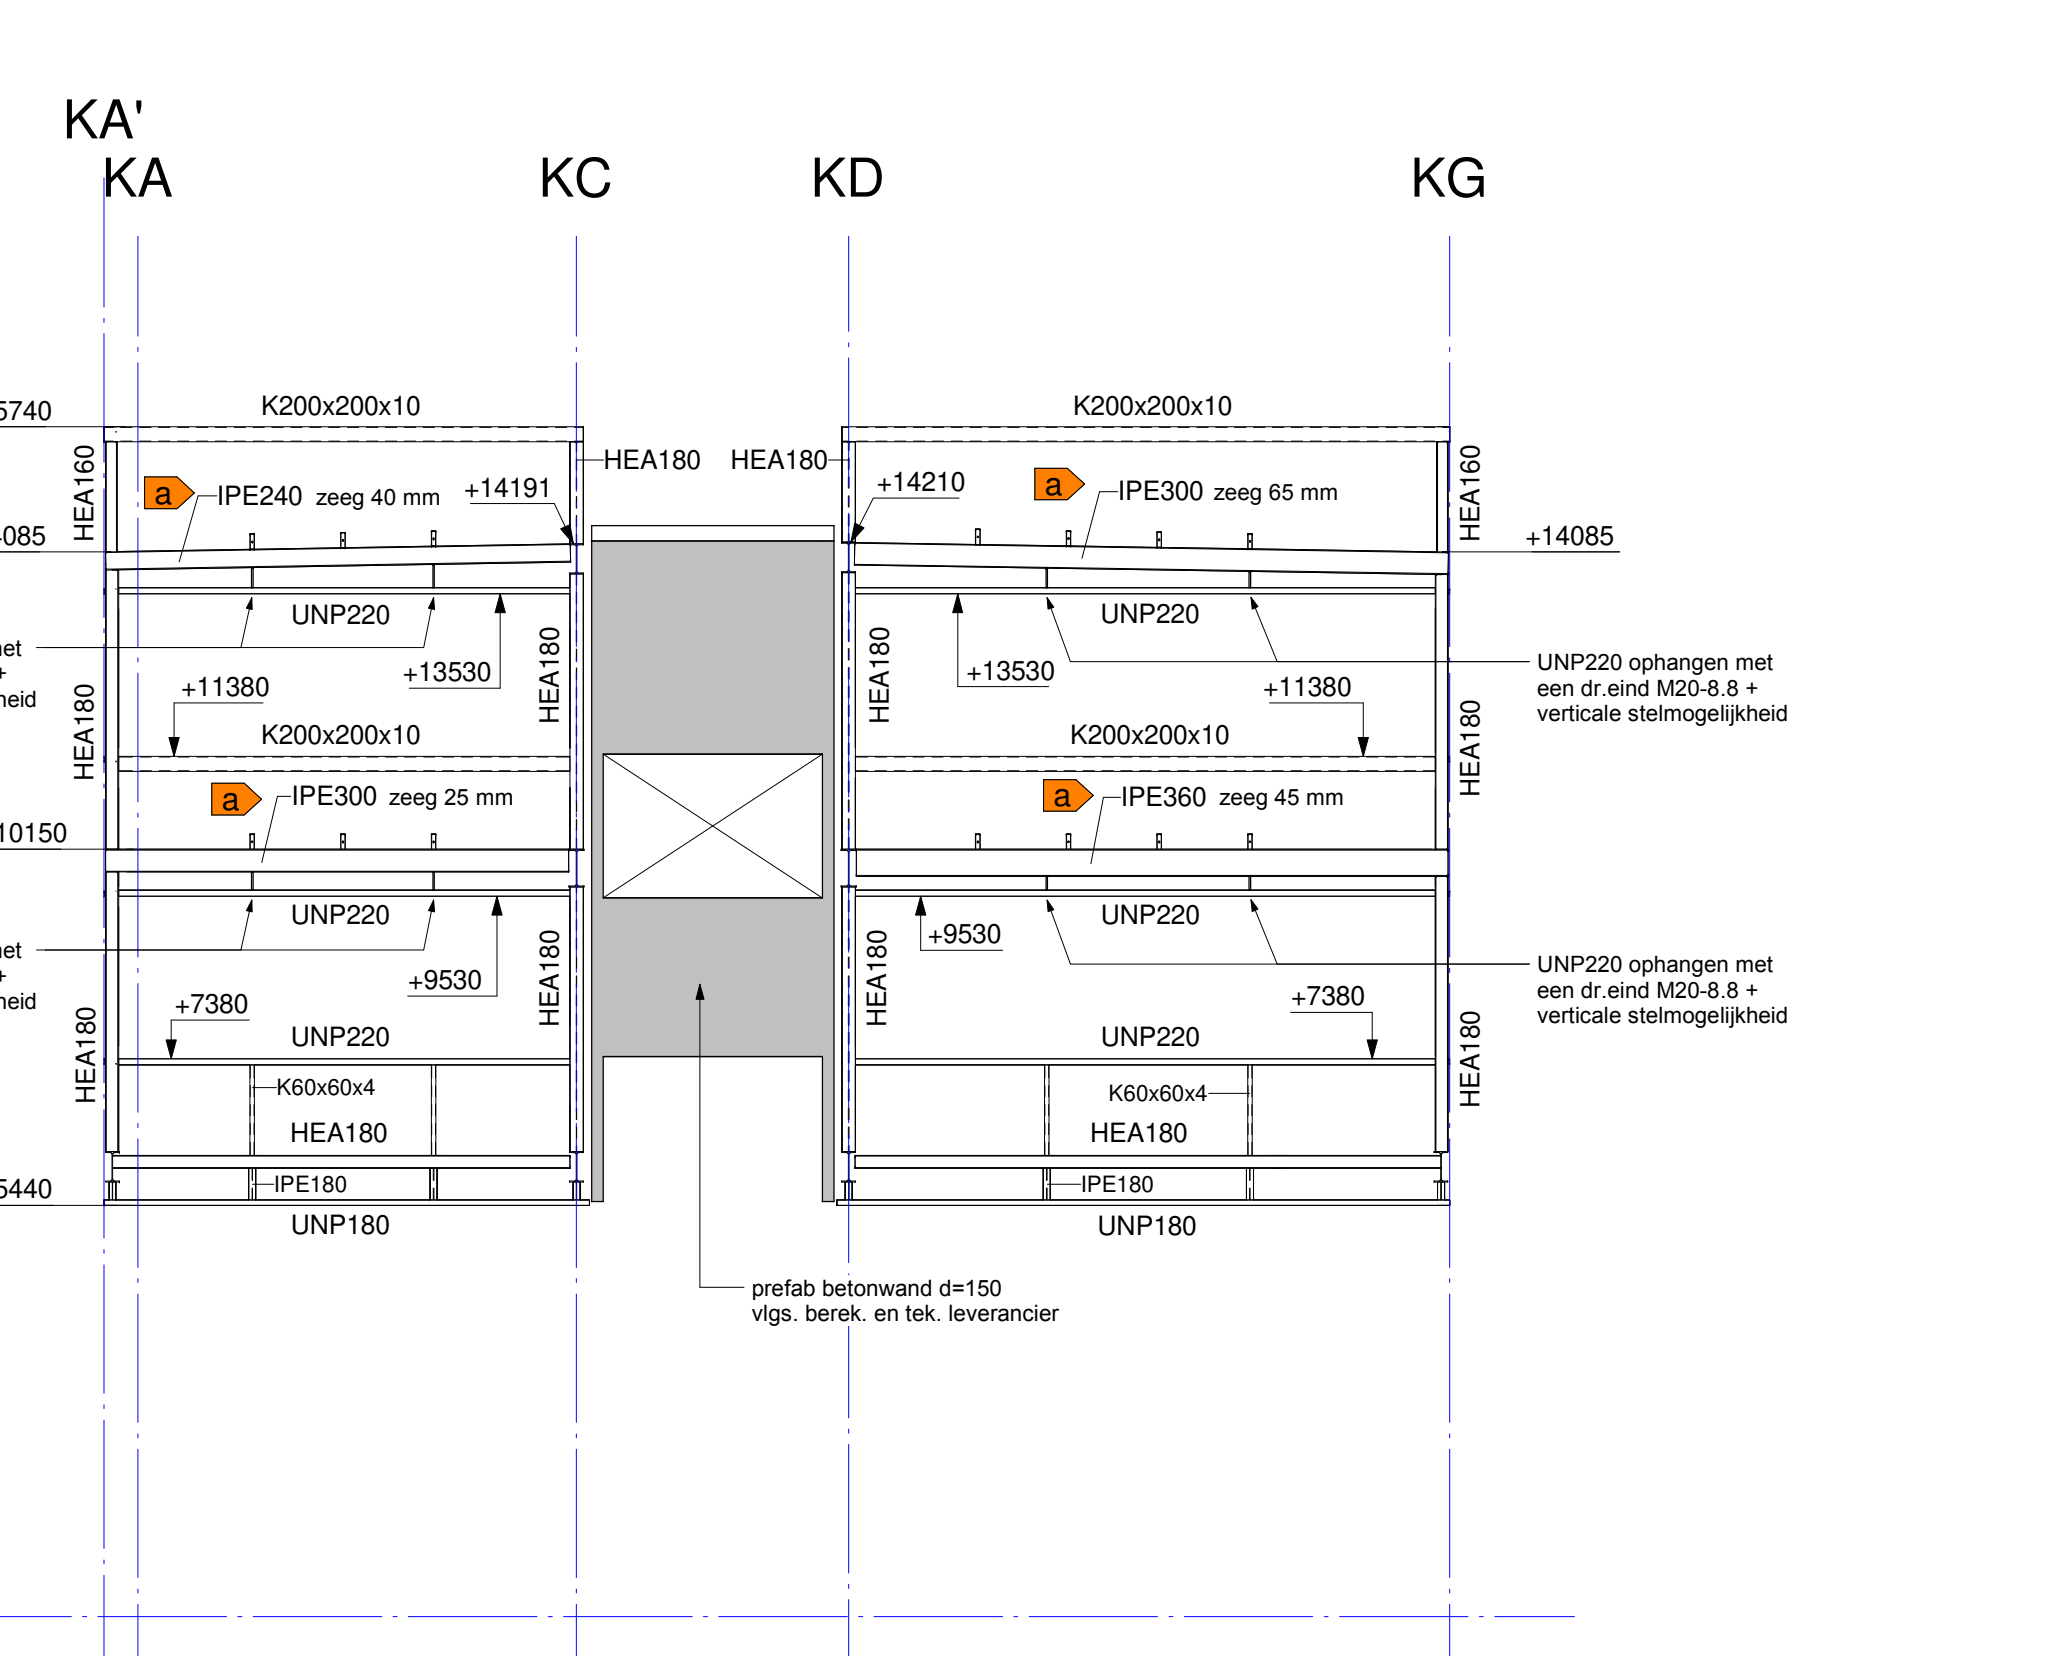 KA'
KA
KC
KD
KG
5740
K200x200x10
K200x200x10
HEA160
HEA180
HEA180
HEA160
a
IPE240 zeeg 40 mm
+14191
+14210
a
IPE300 zeeg 65 mm
085
+14085
UNP220
UNP220
+13530
+13530
HEA180
HEA180
et
+
heid
UNP220 ophangen met
een dr.eind M20-8.8 +
verticale stelmogelijkheid
+11380
+11380
HEA180
HEA180
K200x200x10
K200x200x10
a
IPE300 zeeg 25 mm
a
IPE360 zeeg 45 mm
10150
UNP220
UNP220
+9530
+9530
HEA180
HEA180
et
+
heid
UNP220 ophangen met
een dr.eind M20-8.8 +
verticale stelmogelijkheid
+7380
+7380
UNP220
UNP220
HEA180
HEA180
K60x60x4
K60x60x4
HEA180
HEA180
IPE180
IPE180
5440
UNP180
UNP180
prefab betonwand d=150
vlgs. berek. en tek. leverancier